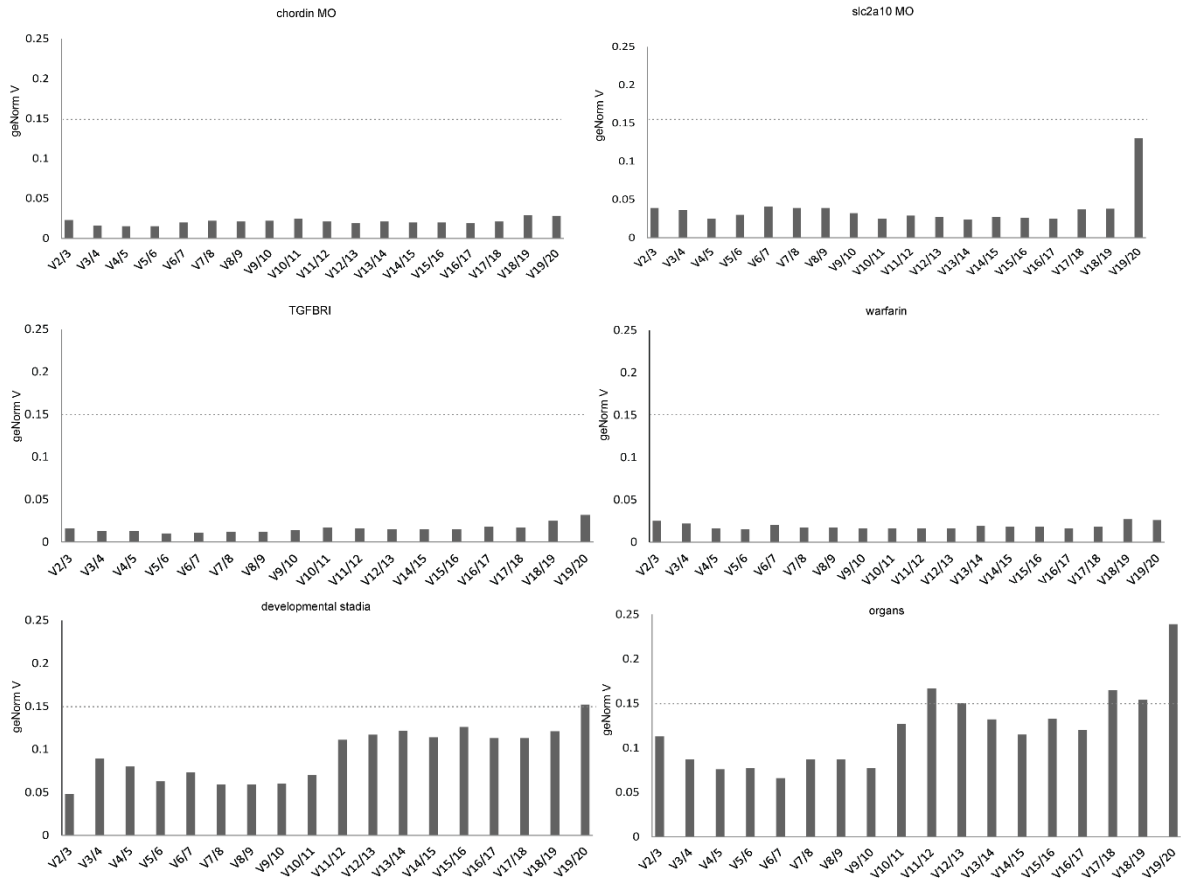 chordin MO
geNorm V
0.25
0.2
0.15
0.1
0.05
0
V2/3 V3/4 V4/5 V5/6 V6/7 V7/8 V8/9 V9/10 V10/11 V11/12 V12/13 V13/14 V14/15 V15/16 V16/17 V17/18 V18/19 V19/20
slc2a10 MO
geNorm V
0.25
0.2
0.15
0.1
0.05
0
V2/3 V3/4 V4/5 V5/6 V6/7 V7/8 V8/9 V9/10 V10/11 V11/12 V12/13 V13/14 V14/15 V15/16 V16/17 V17/18 V18/19 V19/20
TGFBRI
geNorm V
0.25
0.2
0.15
0.1
0.05
0
V2/3 V3/4 V4/5 V5/6 V6/7 V7/8 V8/9 V9/10 V10/11 V11/12 V12/13 V14/15 V15/16 V16/17 V17/18 V18/19 V19/20
warfarin
geNorm V
0.25
0.2
0.15
0.1
0.05
0
V2/3 V3/4 V4/5 V5/6 V6/7 V7/8 V8/9 V9/10 V10/11 V11/12 V12/13 V13/14 V14/15 V15/16 V16/17 V17/18 V18/19 V19/20
developmental stadia
geNorm V
0.25
0.2
0.15
0.1
0.05
0
V2/3 V3/4 V4/5 V5/6 V6/7 V7/8 V8/9 V9/10 V10/11 V11/12 V12/13 V13/14 V14/15 V15/16 V16/17 V17/18 V18/19 V19/20
organs
geNorm V
0.25
0.2
0.15
0.1
0.05
0
V2/3 V3/4 V4/5 V5/6 V6/7 V7/8 V8/9 V9/10 V10/11 V11/12 V12/13 V13/14 V14/15 V15/16 V16/17 V17/18 V18/19 V19/20